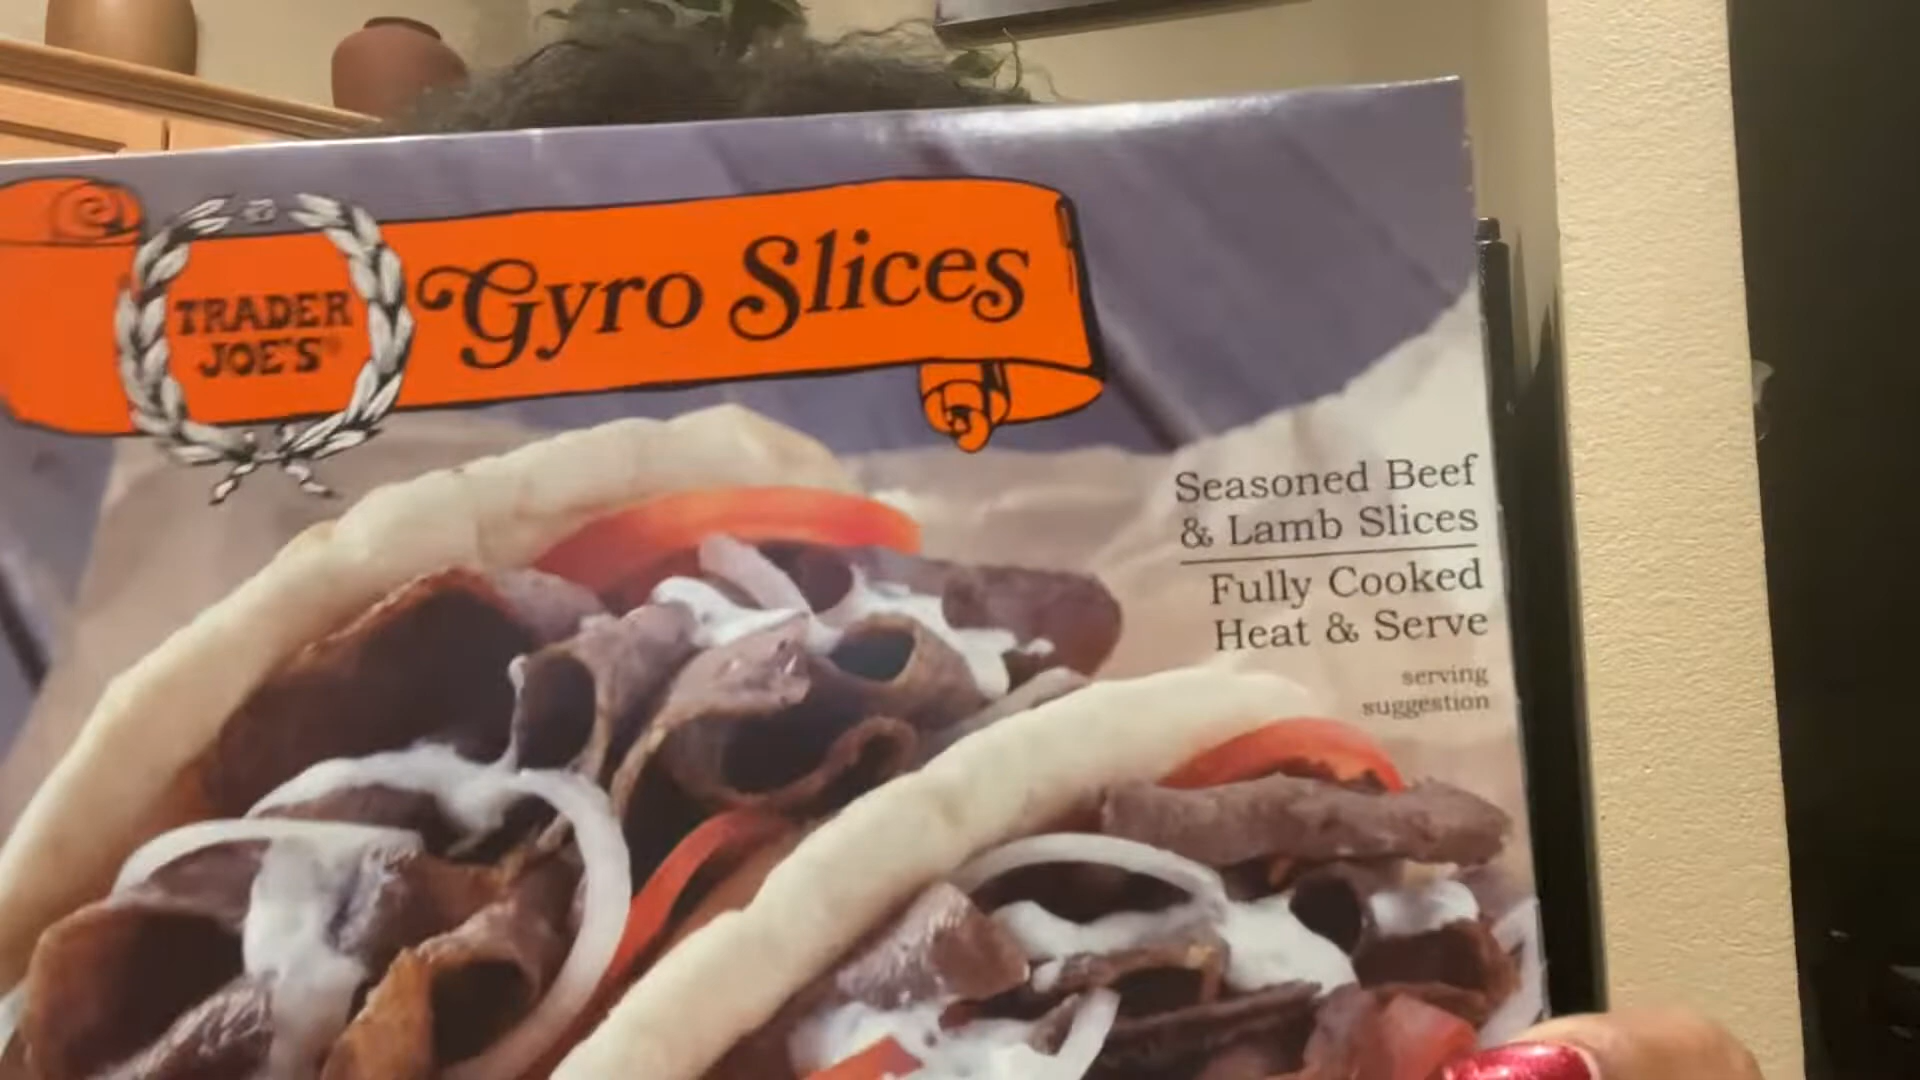 TRADER
JOE'S®
Gyro Slices
Seasoned Beef
& Lamb Slices
Fully Cooked
Heat & Serve
serving
suggestion